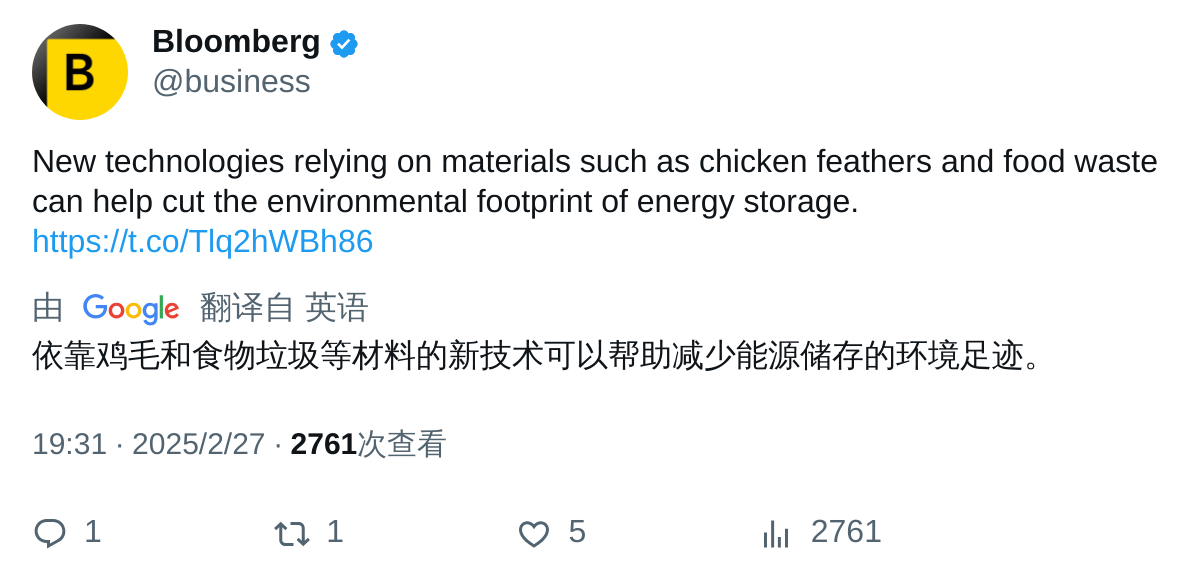 B
Bloomberg
@business
New technologies relying on materials such as chicken feathers and food waste
can help cut the environmental footprint of energy storage.
https://t.co/Tlq2hWBh86
由 Google 翻译自 英语
依靠鸡毛和食物垃圾等材料的新技术可以帮助减少能源储存的环境足迹。
19:31 · 2025/2/27 · 2761次查看
1 1 5 2761